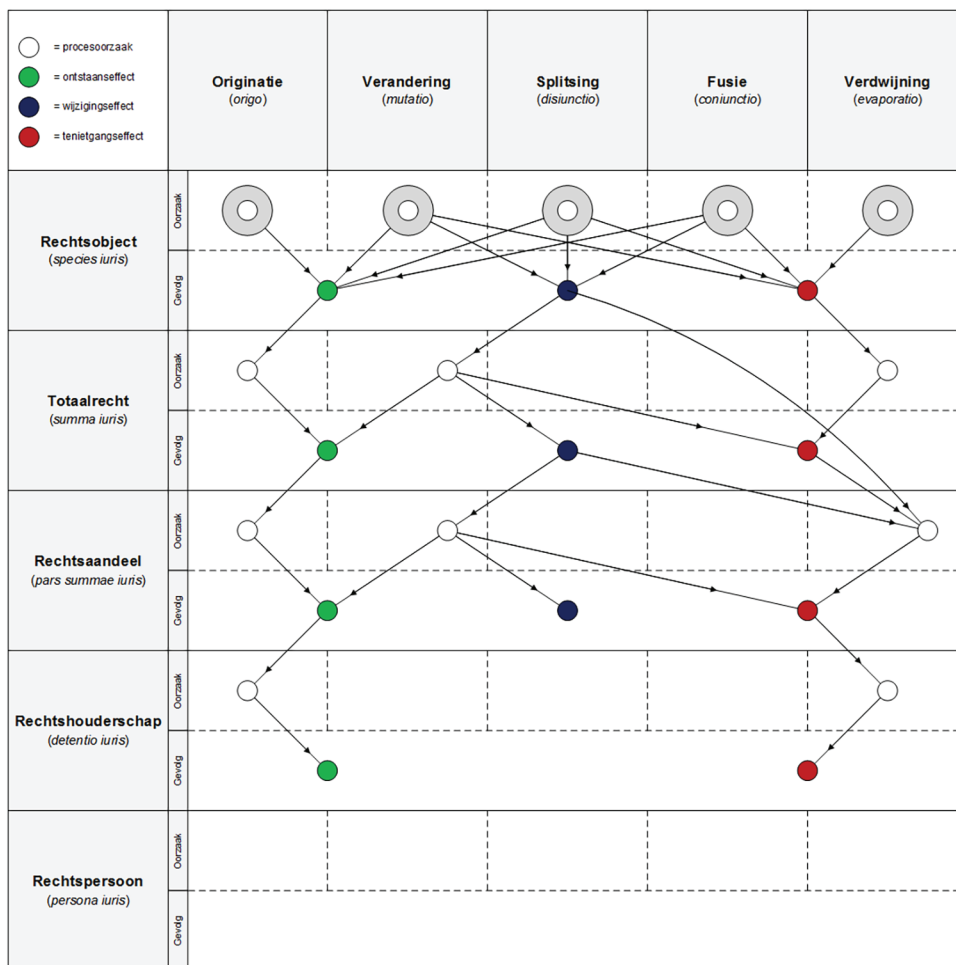 = procesoorzaak
= ontstaanseffect
= wijzigingseffect
= tenietgangseffect
Originatie
(origo)
Verandering
(mutatio)
Splitsing
(disiunctio)
Fusie
(coniunctio)
Verdwijning
(evaporatio)
Rechtsobject
(species iuris)
Oorzaak
Gevolg
Totaalrecht
(summa iuris)
Oorzaak
Gevolg
Rechtsaandeel
(pars summae iuris)
Oorzaak
Gevolg
Rechtshouderschap
(detentio iuris)
Oorzaak
Gevolg
Rechtspersoon
(persona iuris)
Oorzaak
Gevolg